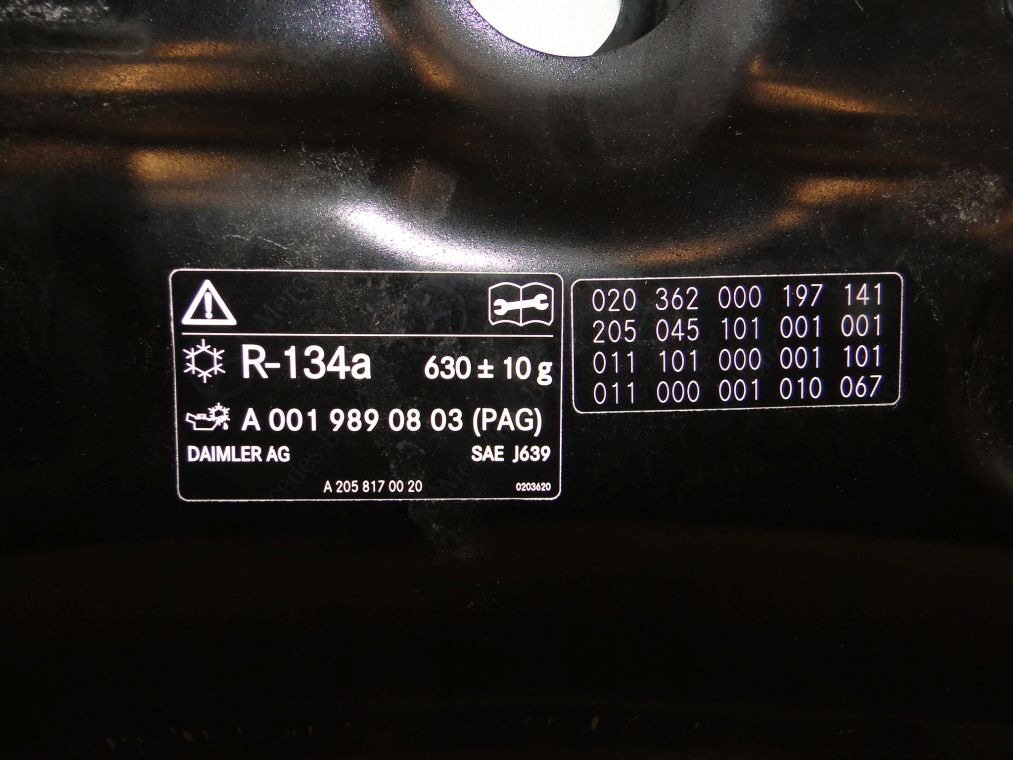 R-134a 630 ± 10 g
A 001 989 08 03 (PAG)
DAIMLER AG SAE J639
A 205 817 00 20 0203620
020 362 000 197 141
205 045 101 001 001
011 101 000 001 101
011 000 001 010 067